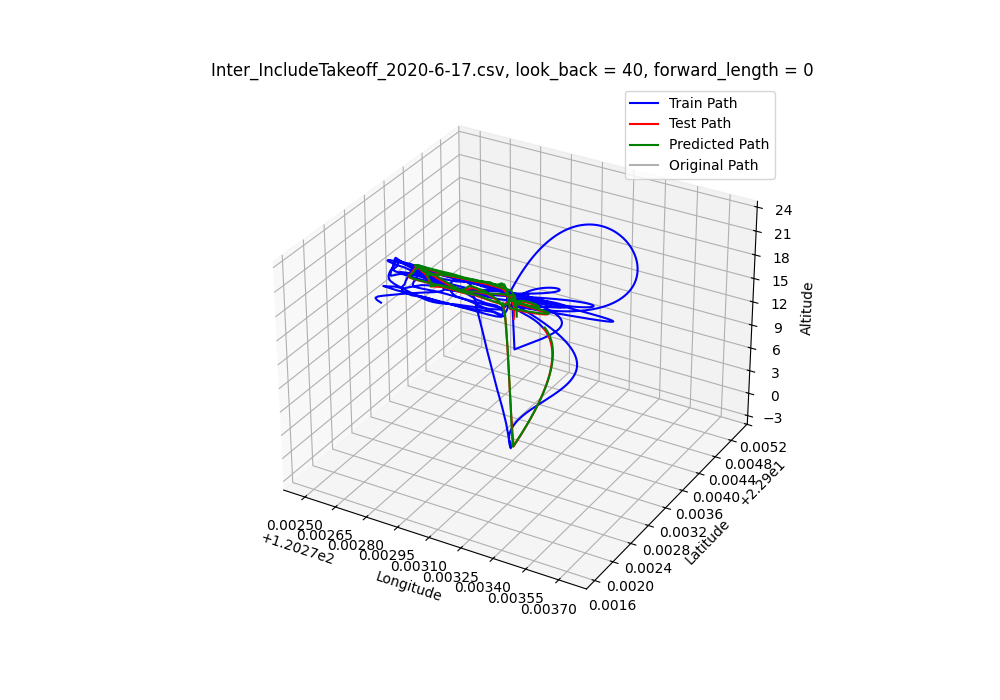 Inter_IncludeTakeoff_2020-6-17.csv, look_back = 40, forward_length = 0
Train Path
Test Path
Predicted Path
Original Path
24
21
18
15
12
9
6
3
0
−3
Altitude
0.0052
0.0048
0.0044
0.0040
0.0036
0.0032
0.0028
0.0024
0.0020
0.0016
+2.29e1
Latitude
0.00250
0.00265
0.00280
0.00295
0.00310
0.00325
0.00340
0.00355
0.00370
+1.2027e2
Longitude